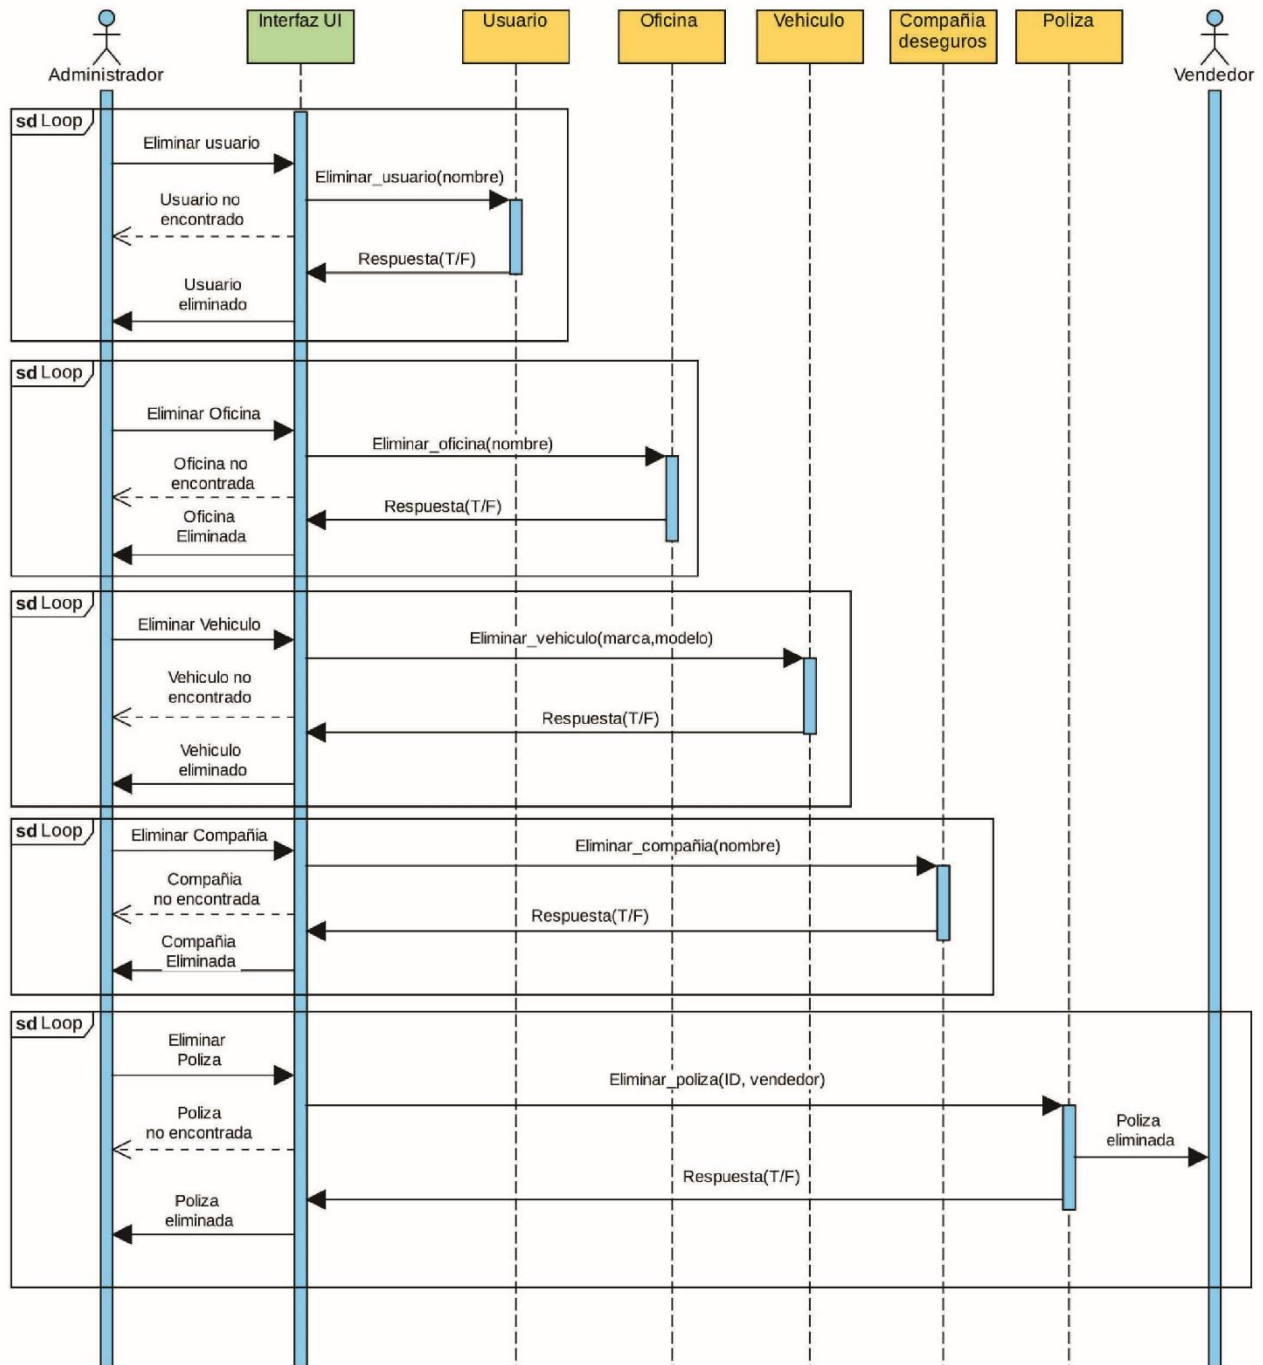 Administrador
Interfaz UI
Usuario
Oficina
Vehiculo
Compañia
deseguros
Poliza
Vendedor
sd Loop
Eliminar usuario
Eliminar_usuario(nombre)
Usuario no
encontrado
Respuesta(T/F)
Usuario
eliminado
sd Loop
Eliminar Oficina
Eliminar_oficina(nombre)
Oficina no
encontrada
Respuesta(T/F)
Oficina
Eliminada
sd Loop
Eliminar Vehiculo
Eliminar_vehiculo(marca,modelo)
Vehiculo no
encontrado
Respuesta(T/F)
Vehiculo
eliminado
sd Loop
Eliminar Compañia
Eliminar_compañia(nombre)
Compañia
no encontrada
Respuesta(T/F)
Compañia
Eliminada
sd Loop
Eliminar
Poliza
Eliminar_poliza(ID, vendedor)
Poliza
no encontrada
Poliza
eliminada
Respuesta(T/F)
Poliza
eliminada